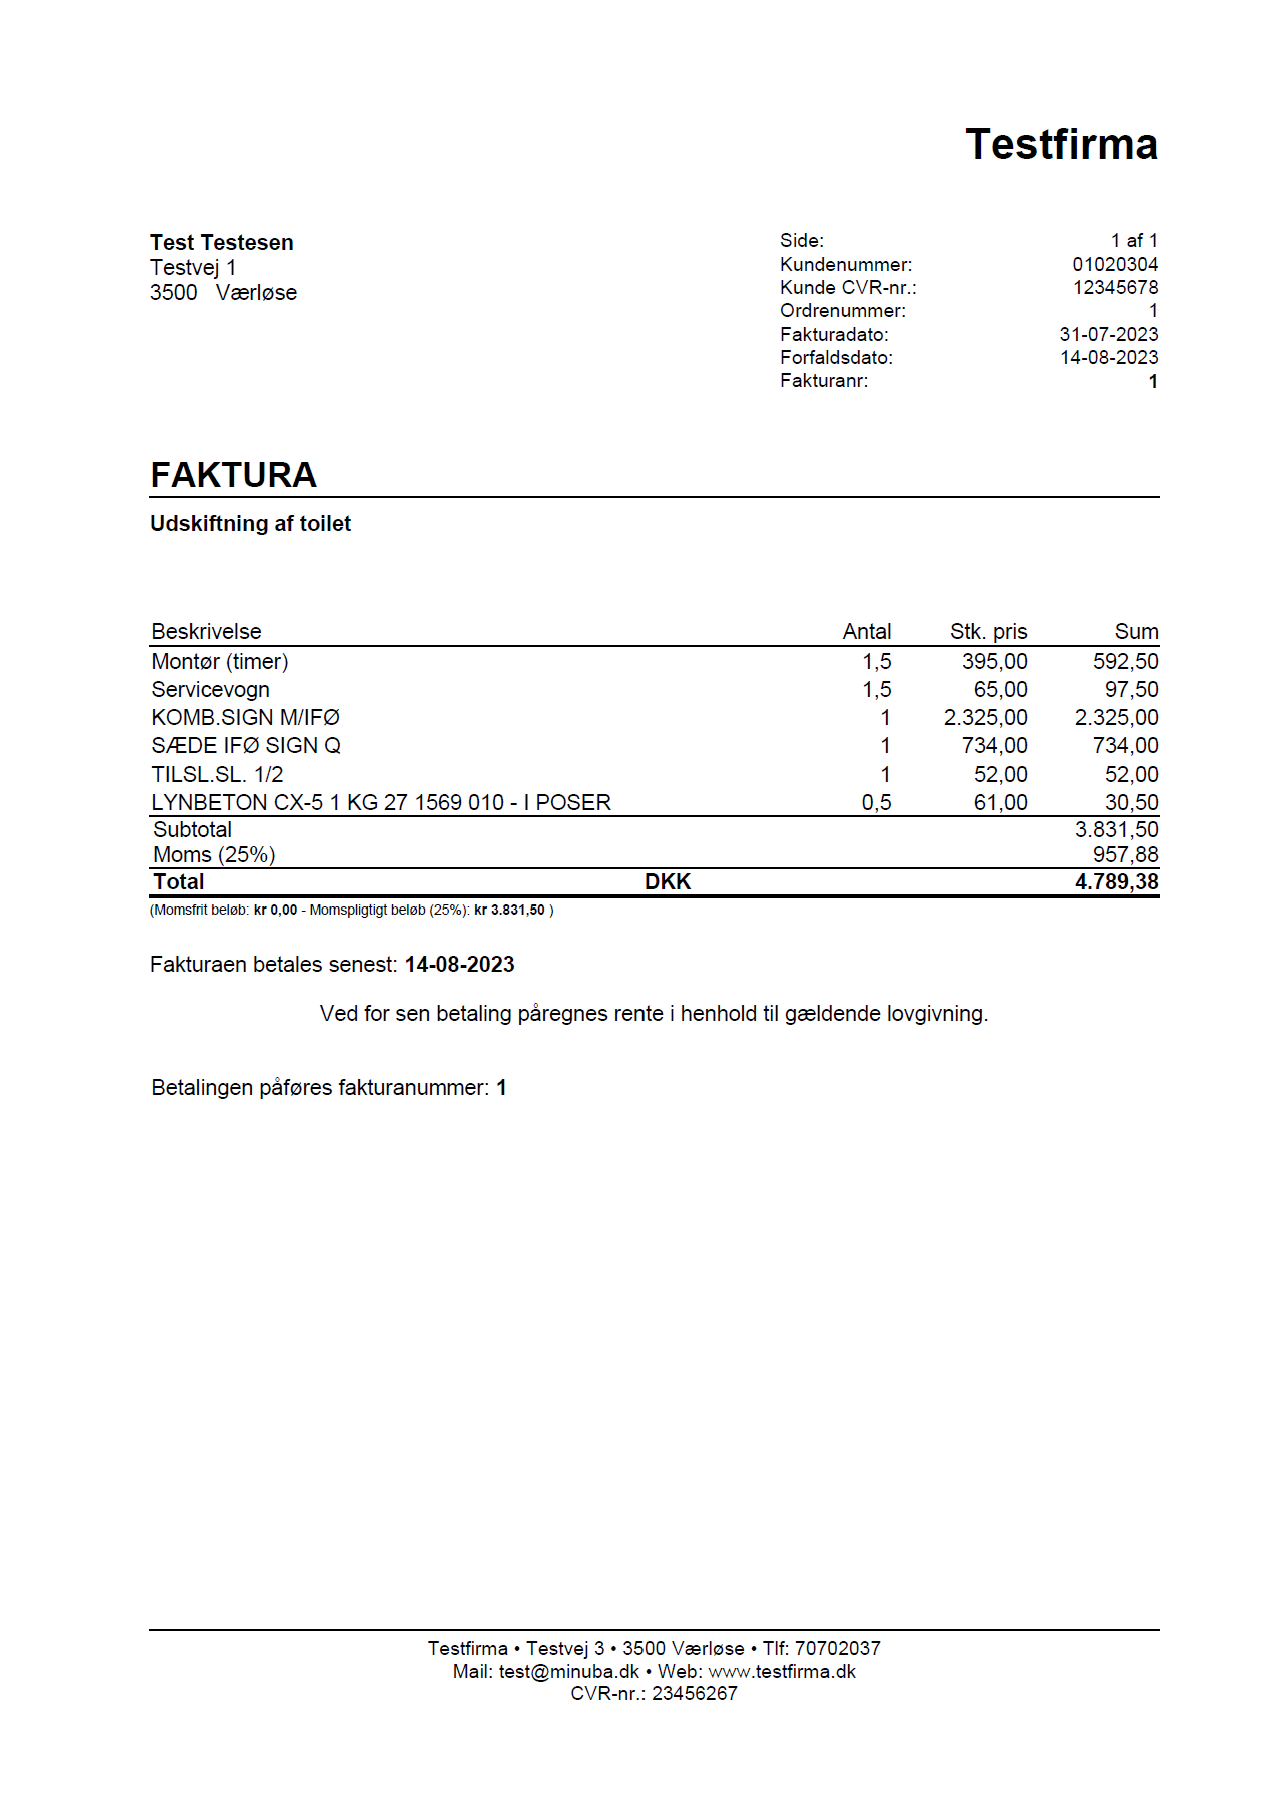 Testfirma
Test Testesen
Testvej 1
3500 Værløse
Side: 1 af 1
Kundenummer: 01020304
Kunde CVR-nr.: 12345678
Ordrenummer: 1
Fakturadato: 31-07-2023
Forfaldsdato: 14-08-2023
Fakturanr: 1
FAKTURA
Udskiftning af toilet
Beskrivelse Antal Stk. pris Sum
Montør (timer) 1,5 395,00 592,50
Servicevogn 1,5 65,00 97,50
KOMB.SIGN M/IFØ 1 2.325,00 2.325,00
SÆDE IFØ SIGN Q 1 734,00 734,00
TILSL.SL. 1/2 1 52,00 52,00
LYNBETON CX-5 1 KG 27 1569 010 - I POSER 0,5 61,00 30,50
Subtotal 3.831,50
Moms (25%) 957,88
Total DKK 4.789,38
(Momsfrit beløb: kr 0,00 - Momspligtigt beløb (25%): kr 3.831,50 )
Fakturaen betales senest: 14-08-2023
Ved for sen betaling påregnes rente i henhold til gældende lovgivning.
Betalingen påføres fakturanummer: 1
Testfirma • Testvej 3 • 3500 Værløse • Tlf: 70702037
Mail: test@minuba.dk • Web: www.testfirma.dk
CVR-nr.: 23456267